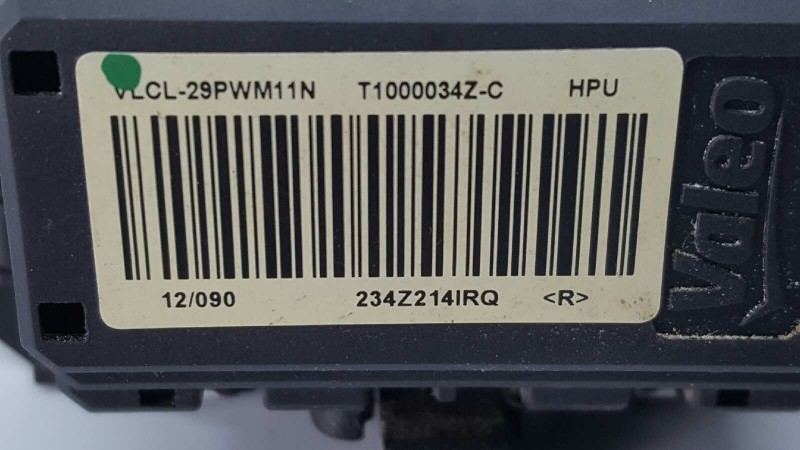 VLCL-29PWM11N T1000034Z-C HPU
12/090 234Z214IRQ <R>
Valeo